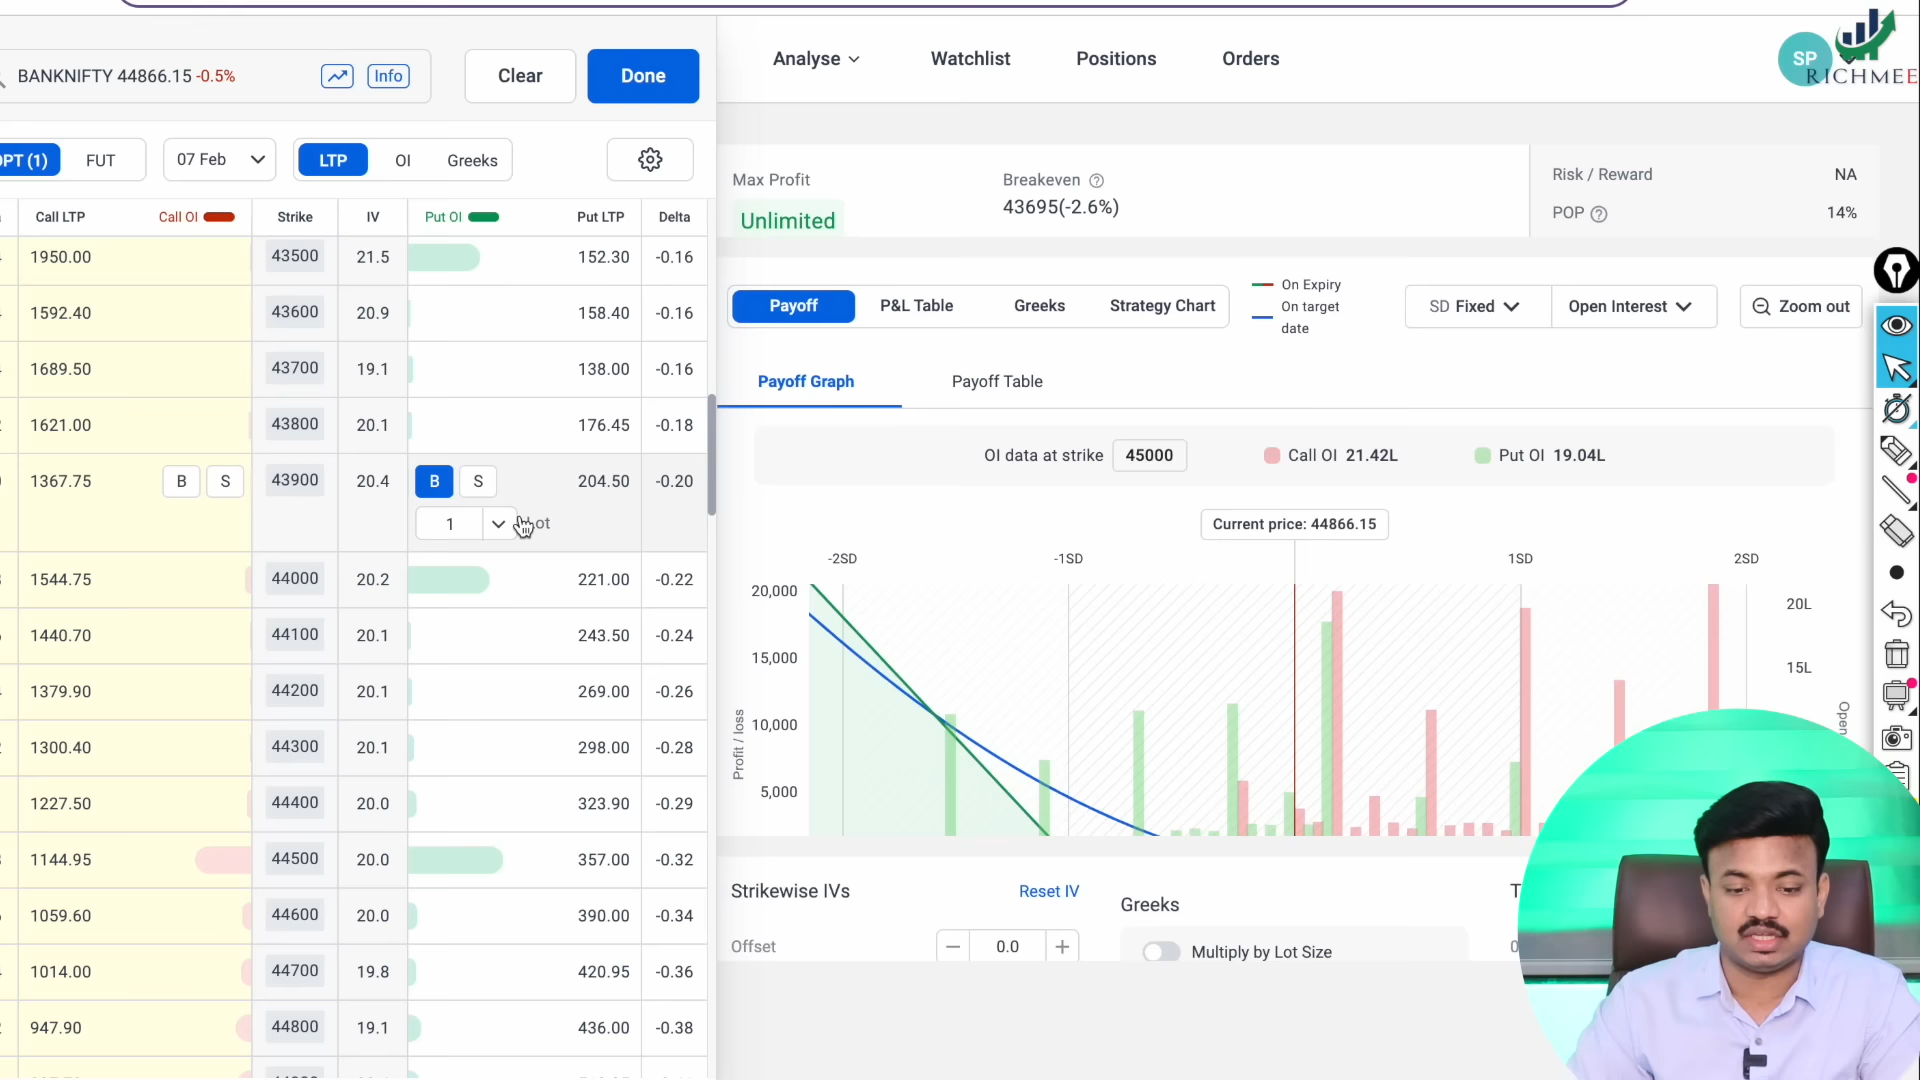 BANKNIFTY 44866.15 -0.5%
Info
Clear
Done
Analyse
Watchlist
Positions
Orders
SP
RICHMEE
OPT (1)
FUT
07 Feb
LTP
OI
Greeks
Max Profit
Unlimited
Breakeven
43695(-2.6%)
Risk / Reward NA
POP 14%
Call LTP Call OI Strike IV Put OI Put LTP Delta
1950.00 43500 21.5 152.30 -0.16
1592.40 43600 20.9 158.40 -0.16
1689.50 43700 19.1 138.00 -0.16
1621.00 43800 20.1 176.45 -0.18
1367.75 B S 43900 20.4 B S 204.50 -0.20
1
1544.75 44000 20.2 221.00 -0.22
1440.70 44100 20.1 243.50 -0.24
1379.90 44200 20.1 269.00 -0.26
1300.40 44300 20.1 298.00 -0.28
1227.50 44400 20.0 323.90 -0.29
1144.95 44500 20.0 357.00 -0.32
1059.60 44600 20.0 390.00 -0.34
1014.00 44700 19.8 420.95 -0.36
947.90 44800 19.1 436.00 -0.38
Payoff
P&L Table
Greeks
Strategy Chart
On Expiry
On target
date
SD Fixed
Open Interest
Zoom out
Payoff Graph
Payoff Table
OI data at strike 45000 Call OI 21.42L Put OI 19.04L
Current price: 44866.15
-2SD -1SD 1SD 2SD
20,000
15,000
10,000
5,000
Profit / loss
20L
15L
Open
Strikewise IVs
Reset IV
Offset
0.0
Greeks
Multiply by Lot Size